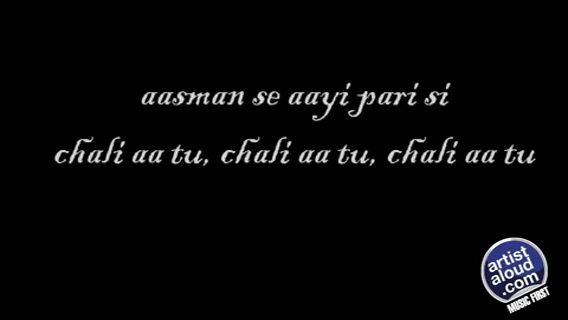 aasman se aayi pari si
chali aa tu, chali aa tu, chali aa tu
artist
aloud
.com
MUSIC FIRST